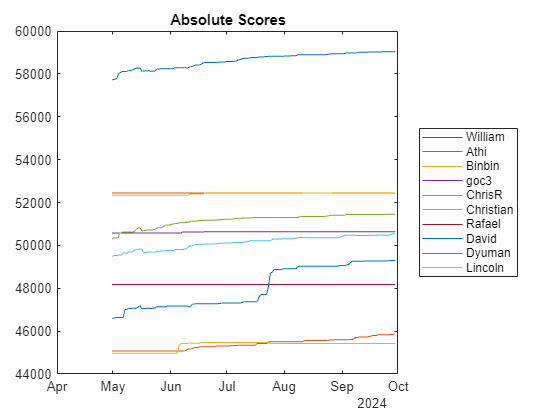 Absolute Scores
60000
58000
56000
54000
52000
50000
48000
46000
44000
Apr May Jun Jul Aug Sep Oct
2024
William
Athi
Binbin
goc3
ChrisR
Christian
Rafael
David
Dyuman
Lincoln